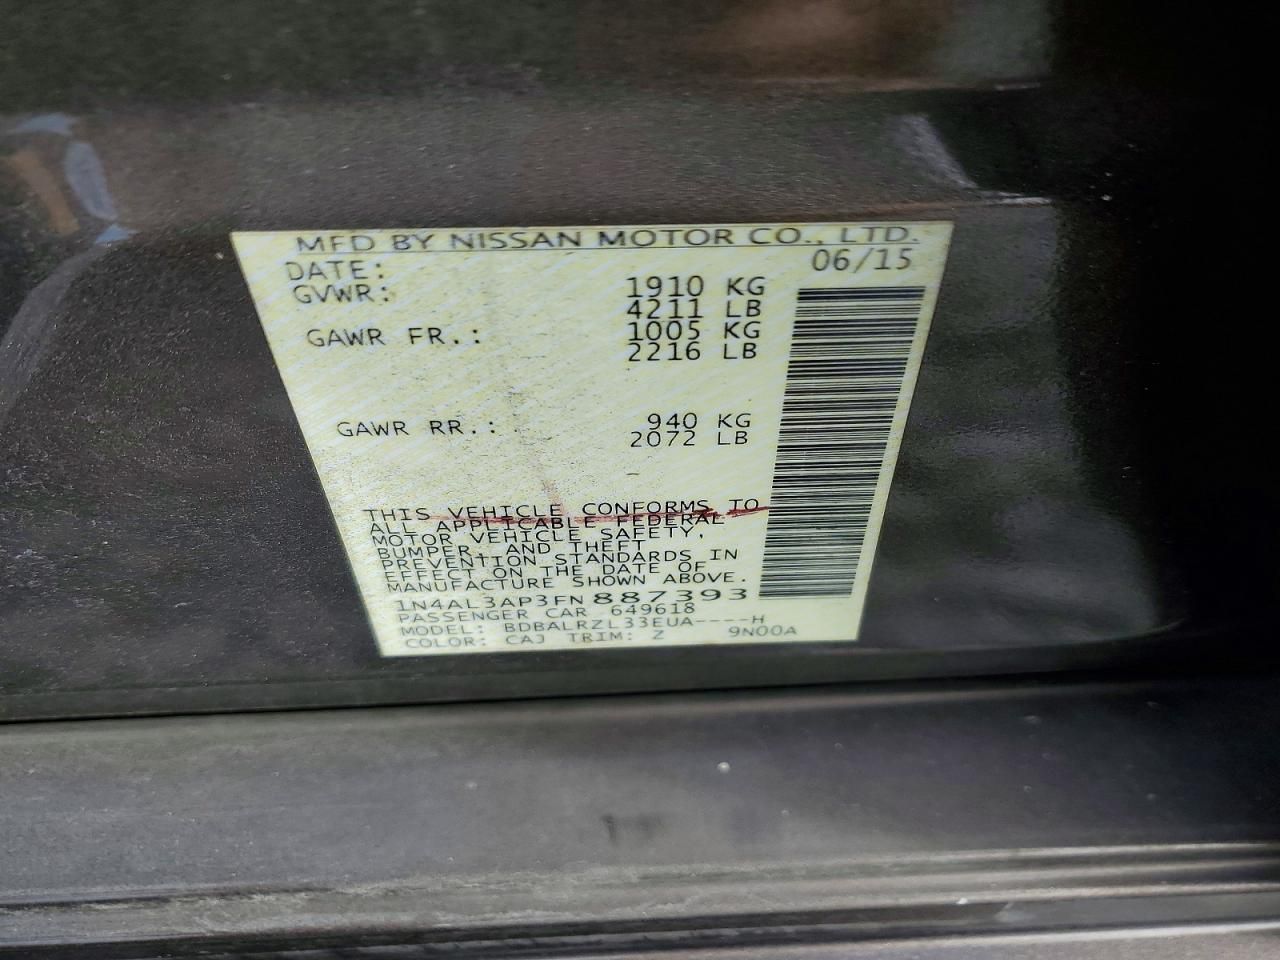 MFD BY NISSAN MOTOR CO., LTD.
DATE: 06/15
GVWR: 1910 KG
4211 LB
GAWR FR.: 1005 KG
2216 LB
GAWR RR.: 940 KG
2072 LB
THIS VEHICLE CONFORMS TO
ALL APPLICABLE FEDERAL
MOTOR VEHICLE SAFETY,
BUMPER, AND THEFT
PREVENTION STANDARDS IN
EFFECT ON THE DATE OF
MANUFACTURE SHOWN ABOVE.
1N4AL3AP3FN887393
PASSENGER CAR 649618
MODEL: BDBALRZL33EUA----H
COLOR: CAJ TRIM: Z 9N00A